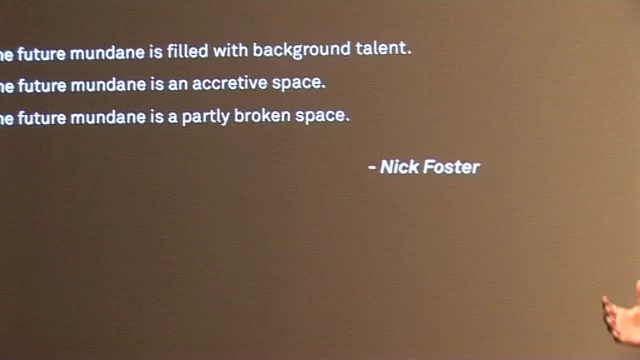 he future mundane is filled with background talent.
he future mundane is an accretive space.
he future mundane is a partly broken space.
- Nick Foster